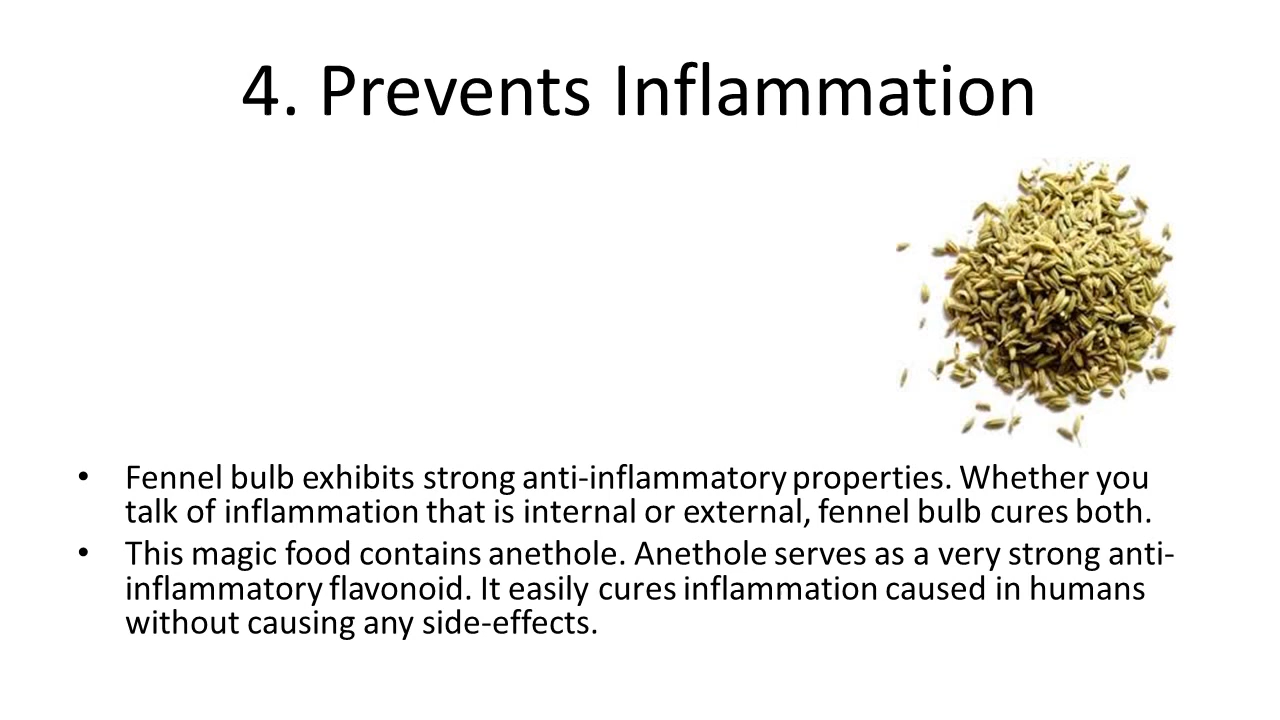 4. Prevents Inflammation
• Fennel bulb exhibits strong anti-inflammatory properties. Whether you
talk of inflammation that is internal or external, fennel bulb cures both.
• This magic food contains anethole. Anethole serves as a very strong anti-
inflammatory flavonoid. It easily cures inflammation caused in humans
without causing any side-effects.